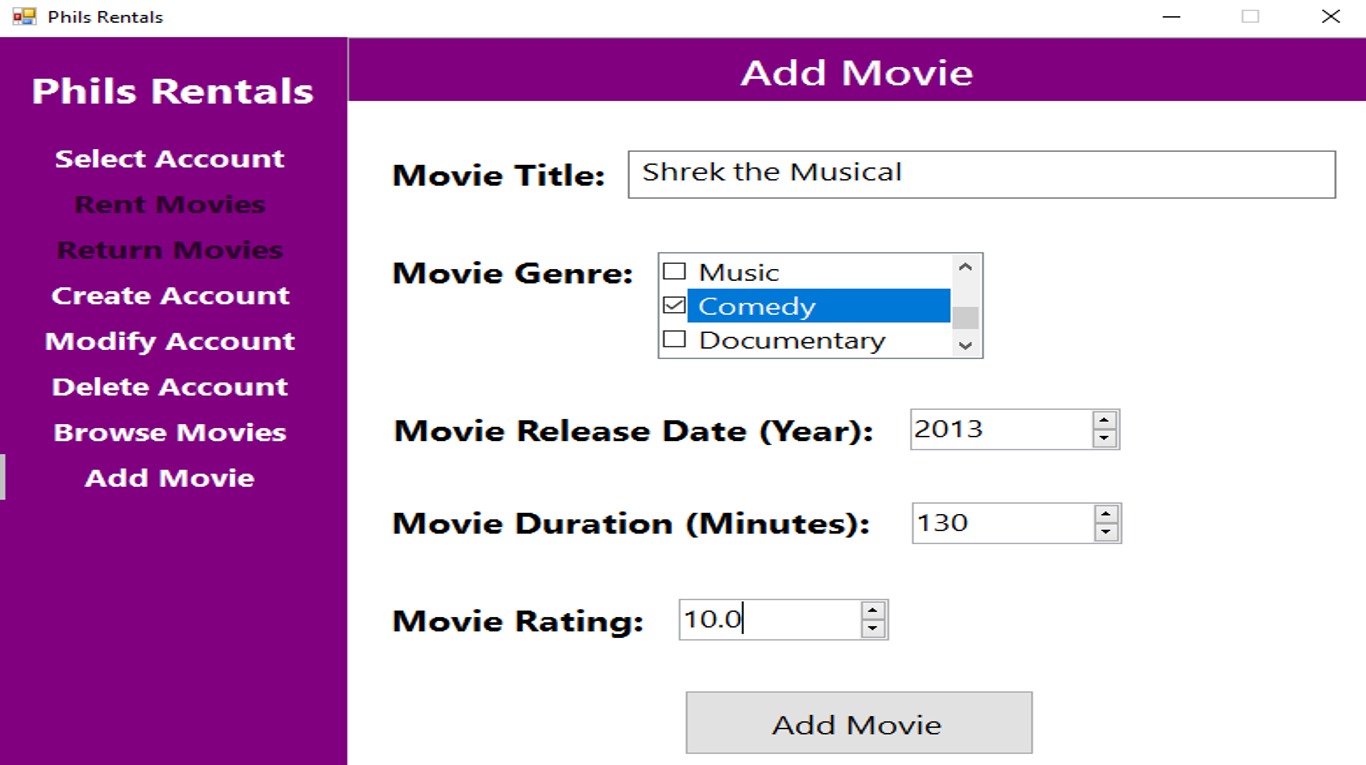 Phils Rentals
Phils Rentals
Select Account
Rent Movies
Return Movies
Create Account
Modify Account
Delete Account
Browse Movies
Add Movie
Add Movie
Movie Title: Shrek the Musical
Movie Genre: Music
Comedy
Documentary
Movie Release Date (Year): 2013
Movie Duration (Minutes): 130
Movie Rating: 10.0
Add Movie